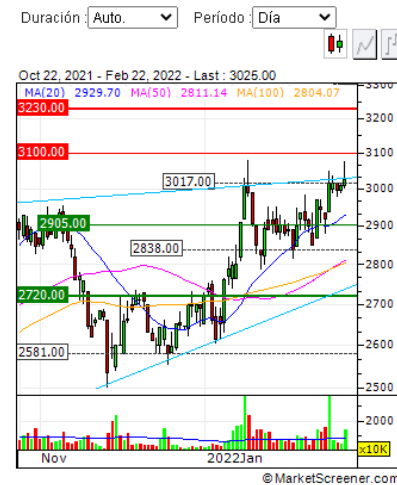 Duración : Auto. Período : Día
Oct 22, 2021 - Feb 22, 2022 - Last : 3025.00
MA(20) 2929.70 MA(50) 2811.14 MA(100) 2804.07
3300
3230.00
3200
3100.00
3100
3017.00
3000
2905.00
2900
2838.00
2800
2720.00
2700
2581.00
2600
2500
2000
x10K
Nov 2022Jan
© MarketScreener.com